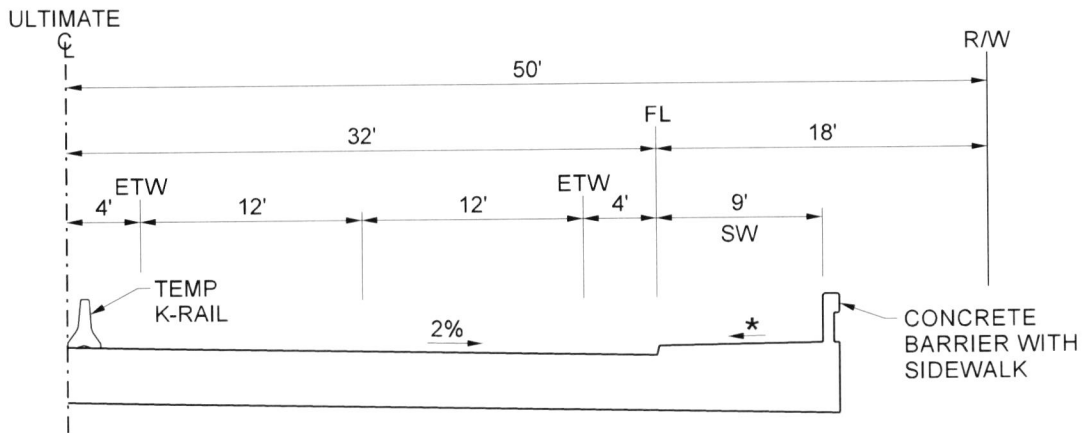 ULTIMATE
℄
R/W
50'
FL
32'
18'
ETW
ETW
4'
12'
12'
4'
9'
SW
TEMP
K-RAIL
2%
*
CONCRETE
BARRIER WITH
SIDEWALK